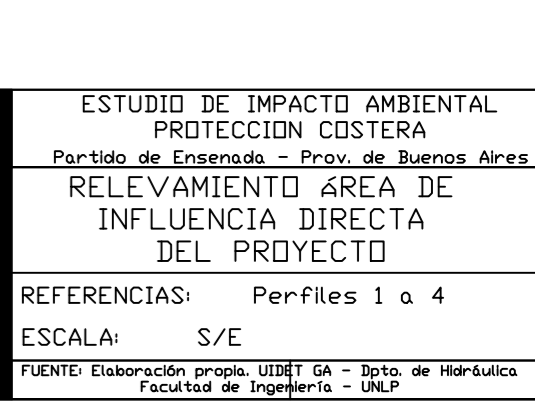 ESTUDIO DE IMPACTO AMBIENTAL
PROTECCION COSTERA
Partido de Ensenada - Prov. de Buenos Aires
RELEVAMIENTO áREA DE
INFLUENCIA DIRECTA
DEL PROYECTO
REFERENCIAS: Perfiles 1 a 4
ESCALA: S/E
FUENTE: Elaboración propia. UIDET GA - Dpto. de Hidráulica
Facultad de Ingeniería - UNLP